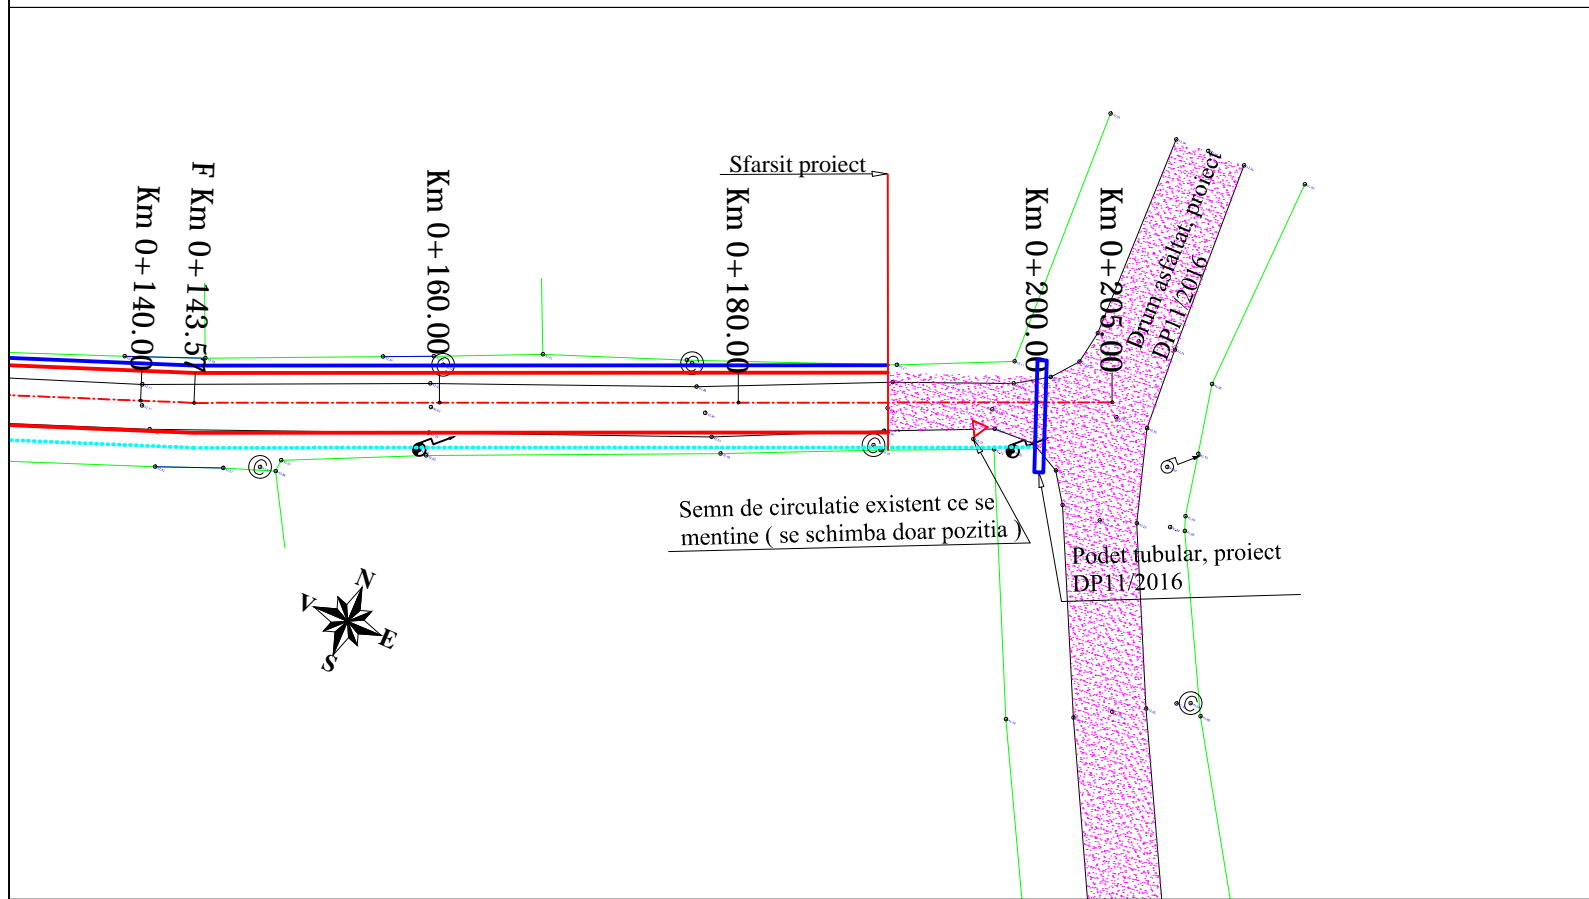 Sfarsit proiect
Km 0+140.00
F Km 0+143.57
Km 0+160.00
Km 0+180.00
Km 0+200.00
Km 0+205.00
Drum asfaltat, proiect
DP11/2016
Semn de circulatie existent ce se
mentine ( se schimba doar pozitia )
Podet tubular, proiect
DP11/2016
N
V
E
S